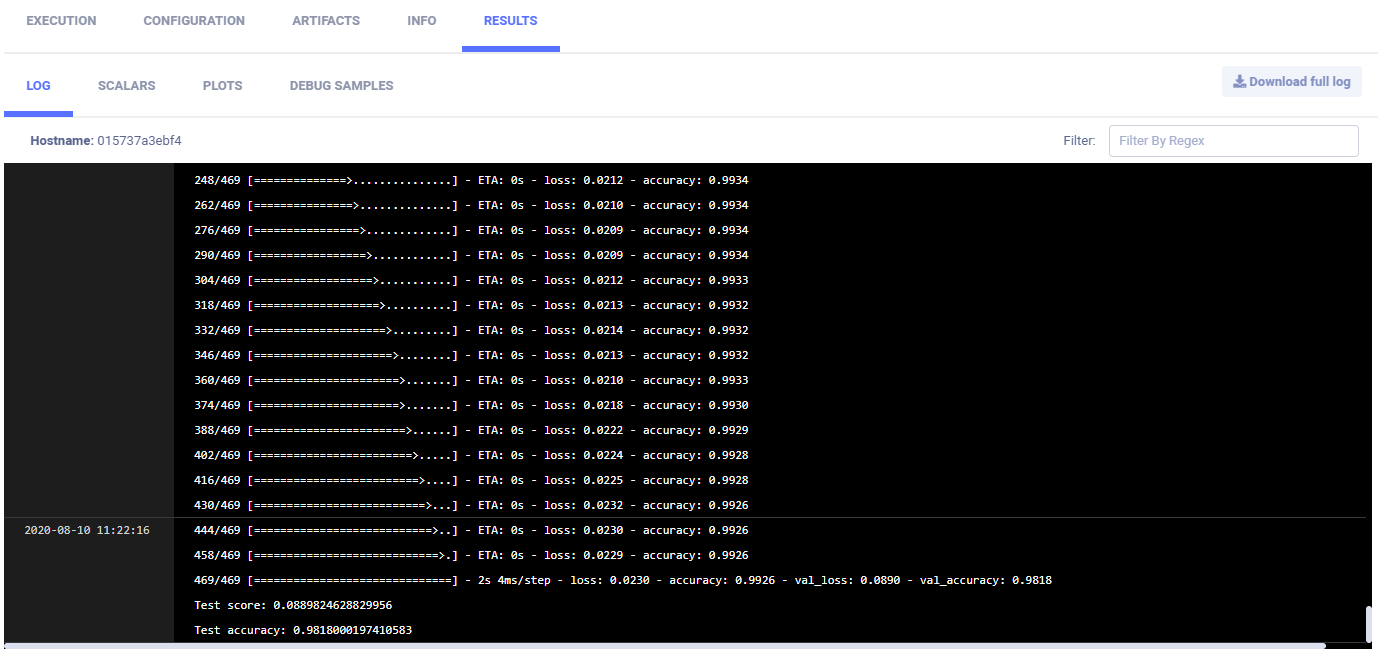 EXECUTION CONFIGURATION ARTIFACTS INFO RESULTS
LOG SCALARS PLOTS DEBUG SAMPLES Download full log
Hostname: 015737a3ebf4 Filter: Filter By Regex
248/469 [==============>...............] - ETA: 0s - loss: 0.0212 - accuracy: 0.9934
262/469 [===============>..............] - ETA: 0s - loss: 0.0210 - accuracy: 0.9934
276/469 [================>.............] - ETA: 0s - loss: 0.0209 - accuracy: 0.9934
290/469 [=================>............] - ETA: 0s - loss: 0.0209 - accuracy: 0.9934
304/469 [==================>...........] - ETA: 0s - loss: 0.0212 - accuracy: 0.9933
318/469 [===================>..........] - ETA: 0s - loss: 0.0213 - accuracy: 0.9932
332/469 [====================>.........] - ETA: 0s - loss: 0.0214 - accuracy: 0.9932
346/469 [=====================>........] - ETA: 0s - loss: 0.0213 - accuracy: 0.9932
360/469 [======================>.......] - ETA: 0s - loss: 0.0210 - accuracy: 0.9933
374/469 [======================>.......] - ETA: 0s - loss: 0.0218 - accuracy: 0.9930
388/469 [=======================>......] - ETA: 0s - loss: 0.0222 - accuracy: 0.9929
402/469 [========================>.....] - ETA: 0s - loss: 0.0224 - accuracy: 0.9928
416/469 [=========================>....] - ETA: 0s - loss: 0.0225 - accuracy: 0.9928
430/469 [==========================>...] - ETA: 0s - loss: 0.0232 - accuracy: 0.9926
2020-08-10 11:22:16 444/469 [===========================>..] - ETA: 0s - loss: 0.0230 - accuracy: 0.9926
458/469 [============================>.] - ETA: 0s - loss: 0.0229 - accuracy: 0.9926
469/469 [==============================] - 2s 4ms/step - loss: 0.0230 - accuracy: 0.9926 - val_loss: 0.0890 - val_accuracy: 0.9818
Test score: 0.0889824628829956
Test accuracy: 0.9818000197410583